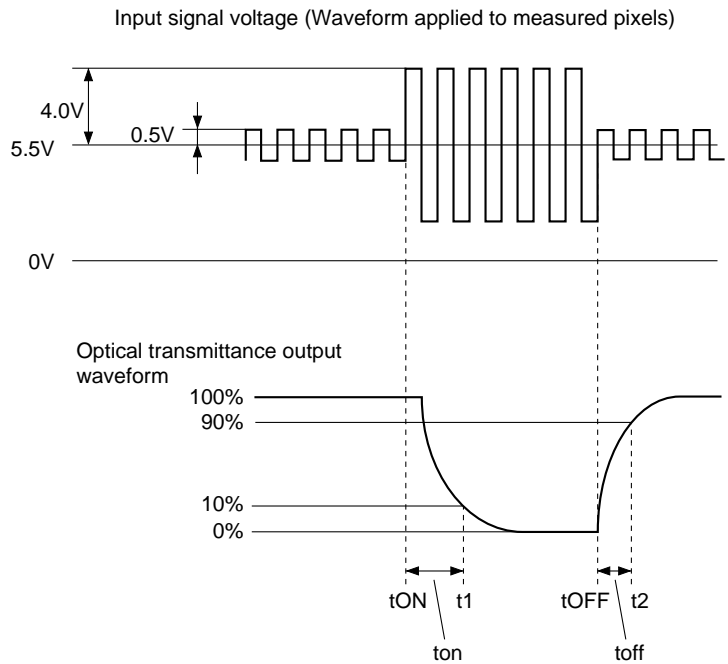 Input signal voltage (Waveform applied to measured pixels)
4.0V
0.5V
5.5V
0V
Optical transmittance output
waveform
100%
90%
10%
0%
tON t1 tOFF t2
ton toff